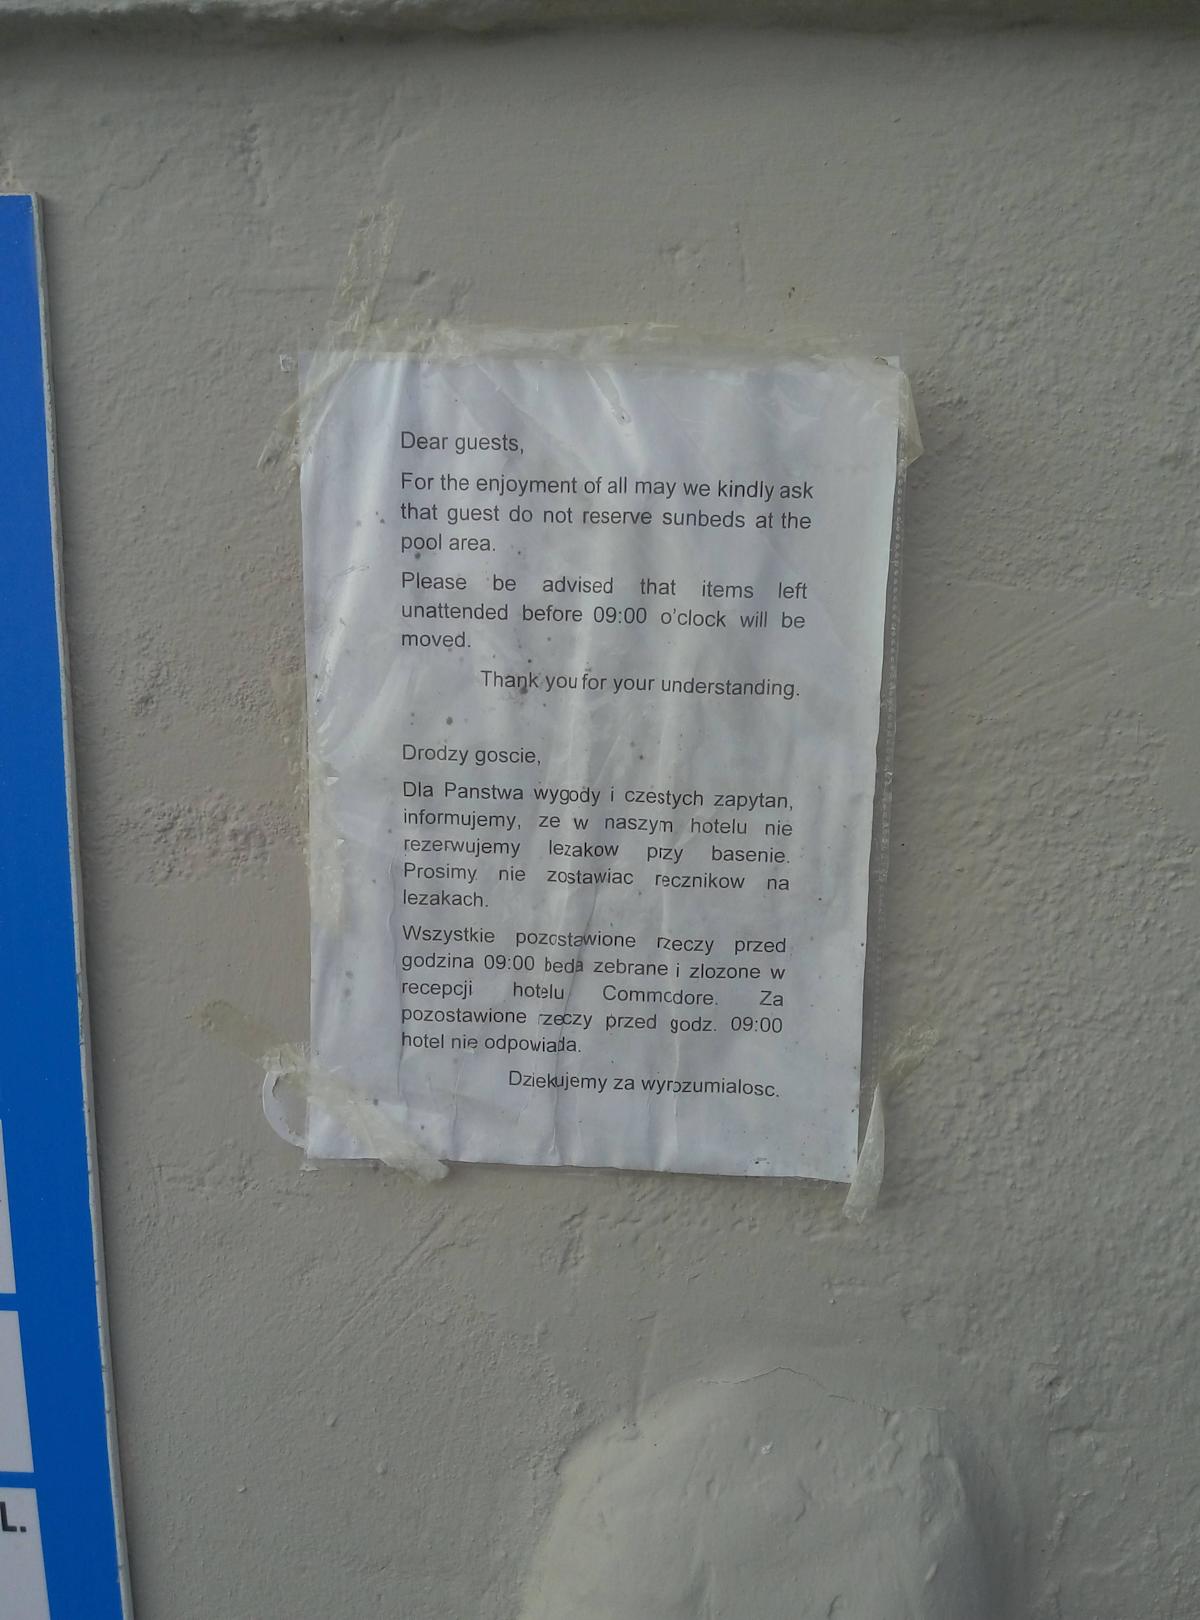 Dear guests,
For the enjoyment of all may we kindly ask
that guest do not reserve sunbeds at the
pool area.
Please be advised that items left
unattended before 09:00 o'clock will be
moved.
Thank you for your understanding.
Drodzy goscie,
Dla Panstwa wygody i czestych zapytan,
informujemy, ze w naszym hotelu nie
rezerwujemy lezakow przy basenie.
Prosimy nie zostawiac recznikow na
lezakach.
Wszystkie pozostawione rzeczy przed
godzina 09:00 beda zebrane i zlozone w
recepcji hotelu Commodore. Za
pozostawione rzeczy przed godz. 09:00
hotel nie odpowiada.
Dziekujemy za wyrozumialosc.
L.